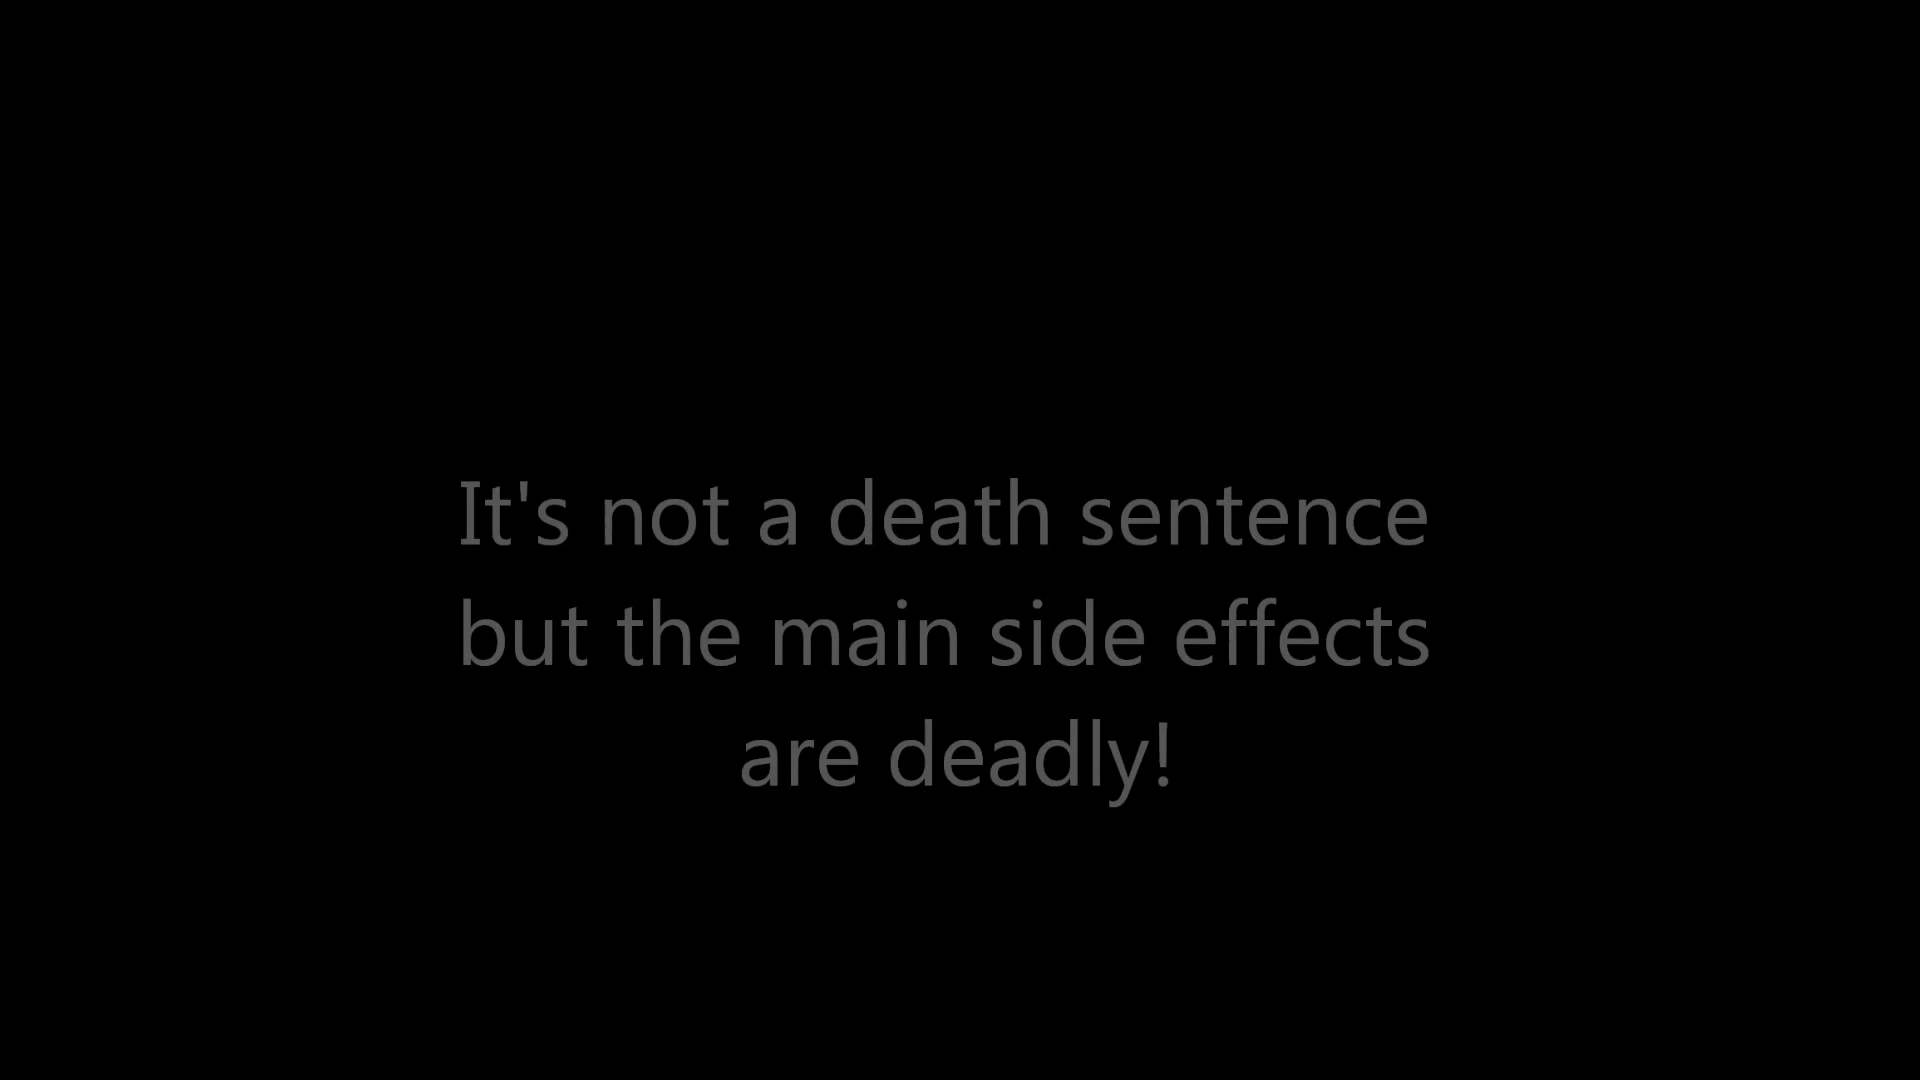 It's not a death sentence
but the main side effects
are deadly!